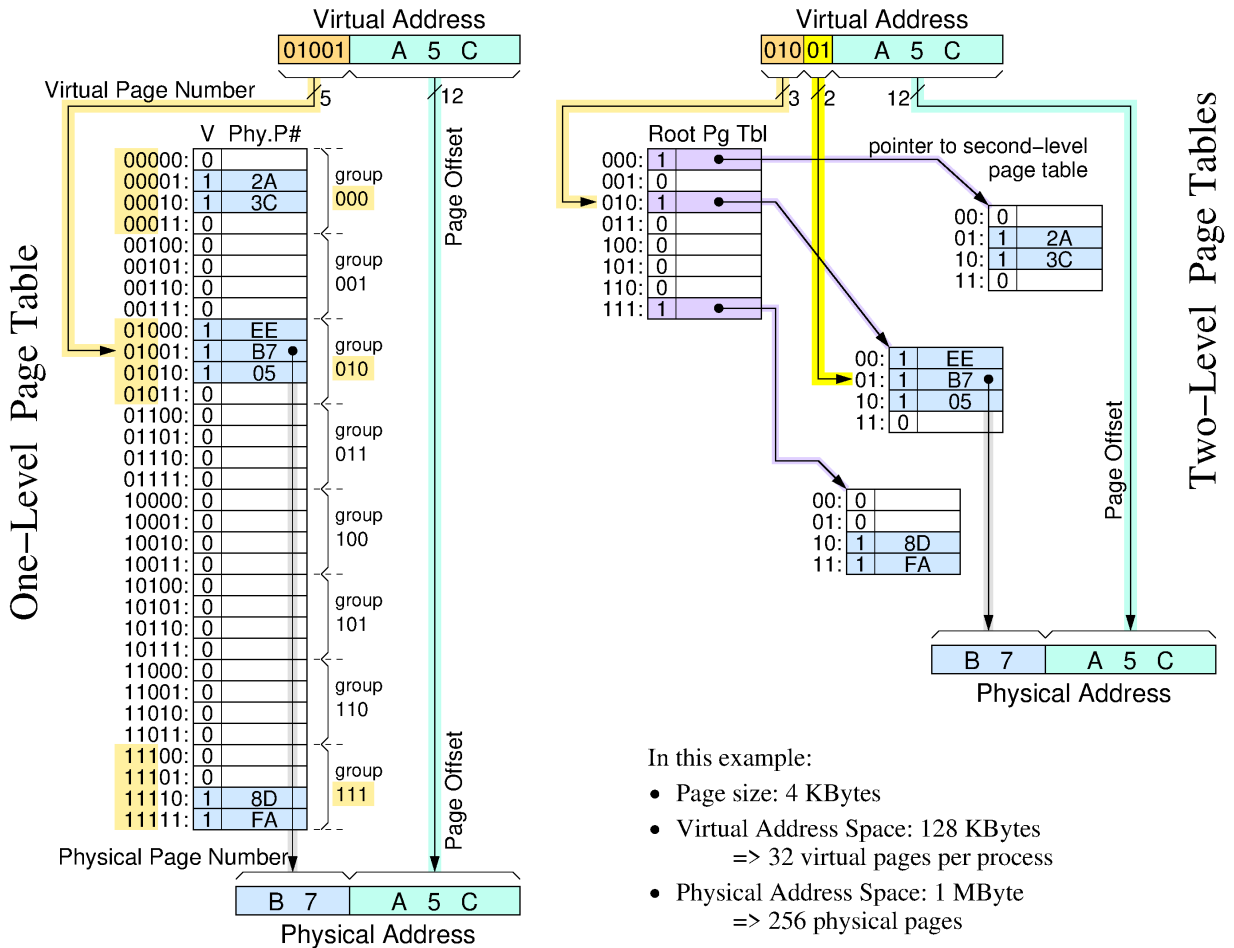 Virtual Address
01001 A 5 C
Virtual Page Number
5
12
V Phy.P#
00000: 0
00001: 1 2A
00010: 1 3C
00011: 0
group
000
00100: 0
00101: 0
00110: 0
00111: 0
group
001
01000: 1 EE
01001: 1 B7
01010: 1 05
01011: 0
group
010
01100: 0
01101: 0
01110: 0
01111: 0
group
011
10000: 0
10001: 0
10010: 0
10011: 0
group
100
10100: 0
10101: 0
10110: 0
10111: 0
group
101
11000: 0
11001: 0
11010: 0
11011: 0
group
110
11100: 0
11101: 0
11110: 1 8D
11111: 1 FA
group
111
Page Offset
Page Offset
One−Level Page Table
Physical Page Number
B 7 A 5 C
Physical Address
Virtual Address
010 01 A 5 C
3
2
12
Root Pg Tbl
000: 1
001: 0
010: 1
011: 0
100: 0
101: 0
110: 0
111: 1
pointer to second−level
page table
00: 0
01: 1 2A
10: 1 3C
11: 0
00: 1 EE
01: 1 B7
10: 1 05
11: 0
00: 0
01: 0
10: 1 8D
11: 1 FA
Page Offset
Two−Level Page Tables
B 7 A 5 C
Physical Address
In this example:
• Page size: 4 KBytes
• Virtual Address Space: 128 KBytes
=> 32 virtual pages per process
• Physical Address Space: 1 MByte
=> 256 physical pages